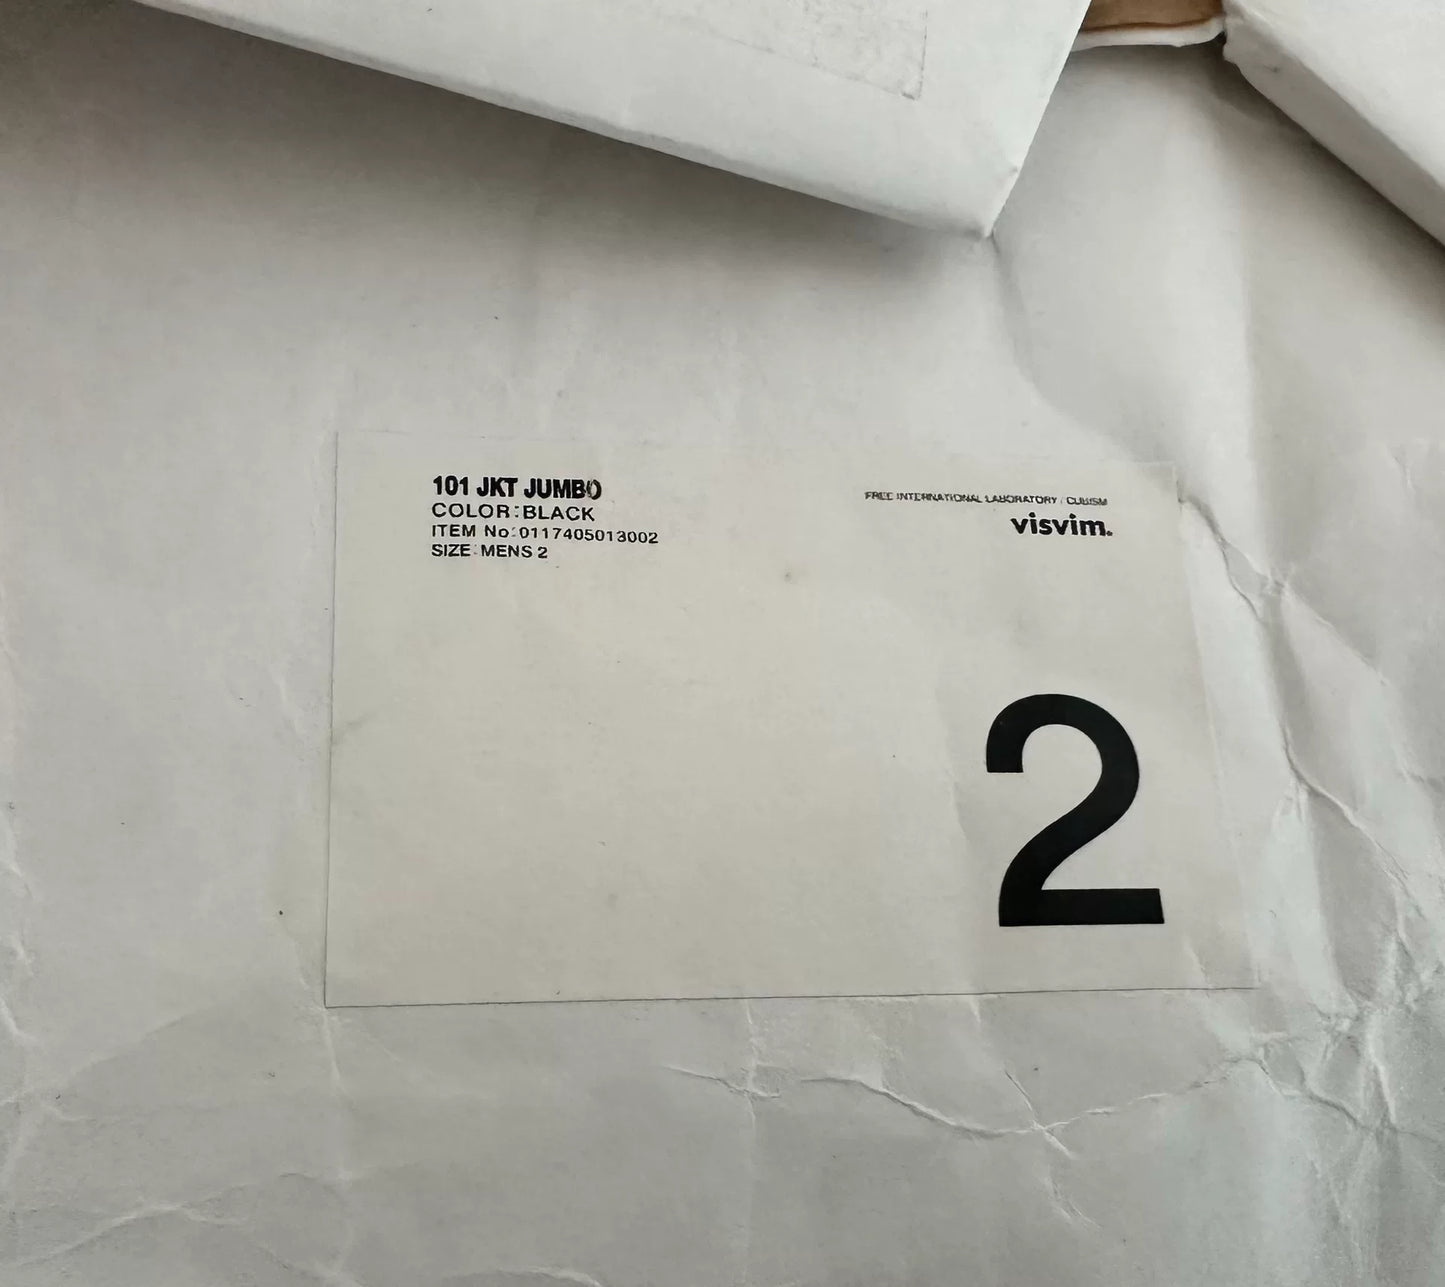 101 JKT JUMBO
COLOR:BLACK
ITEM No:0117405013002
SIZE:MENS 2
FREE INTERNATIONAL LABORATORY / CUBISM
visvim.
2